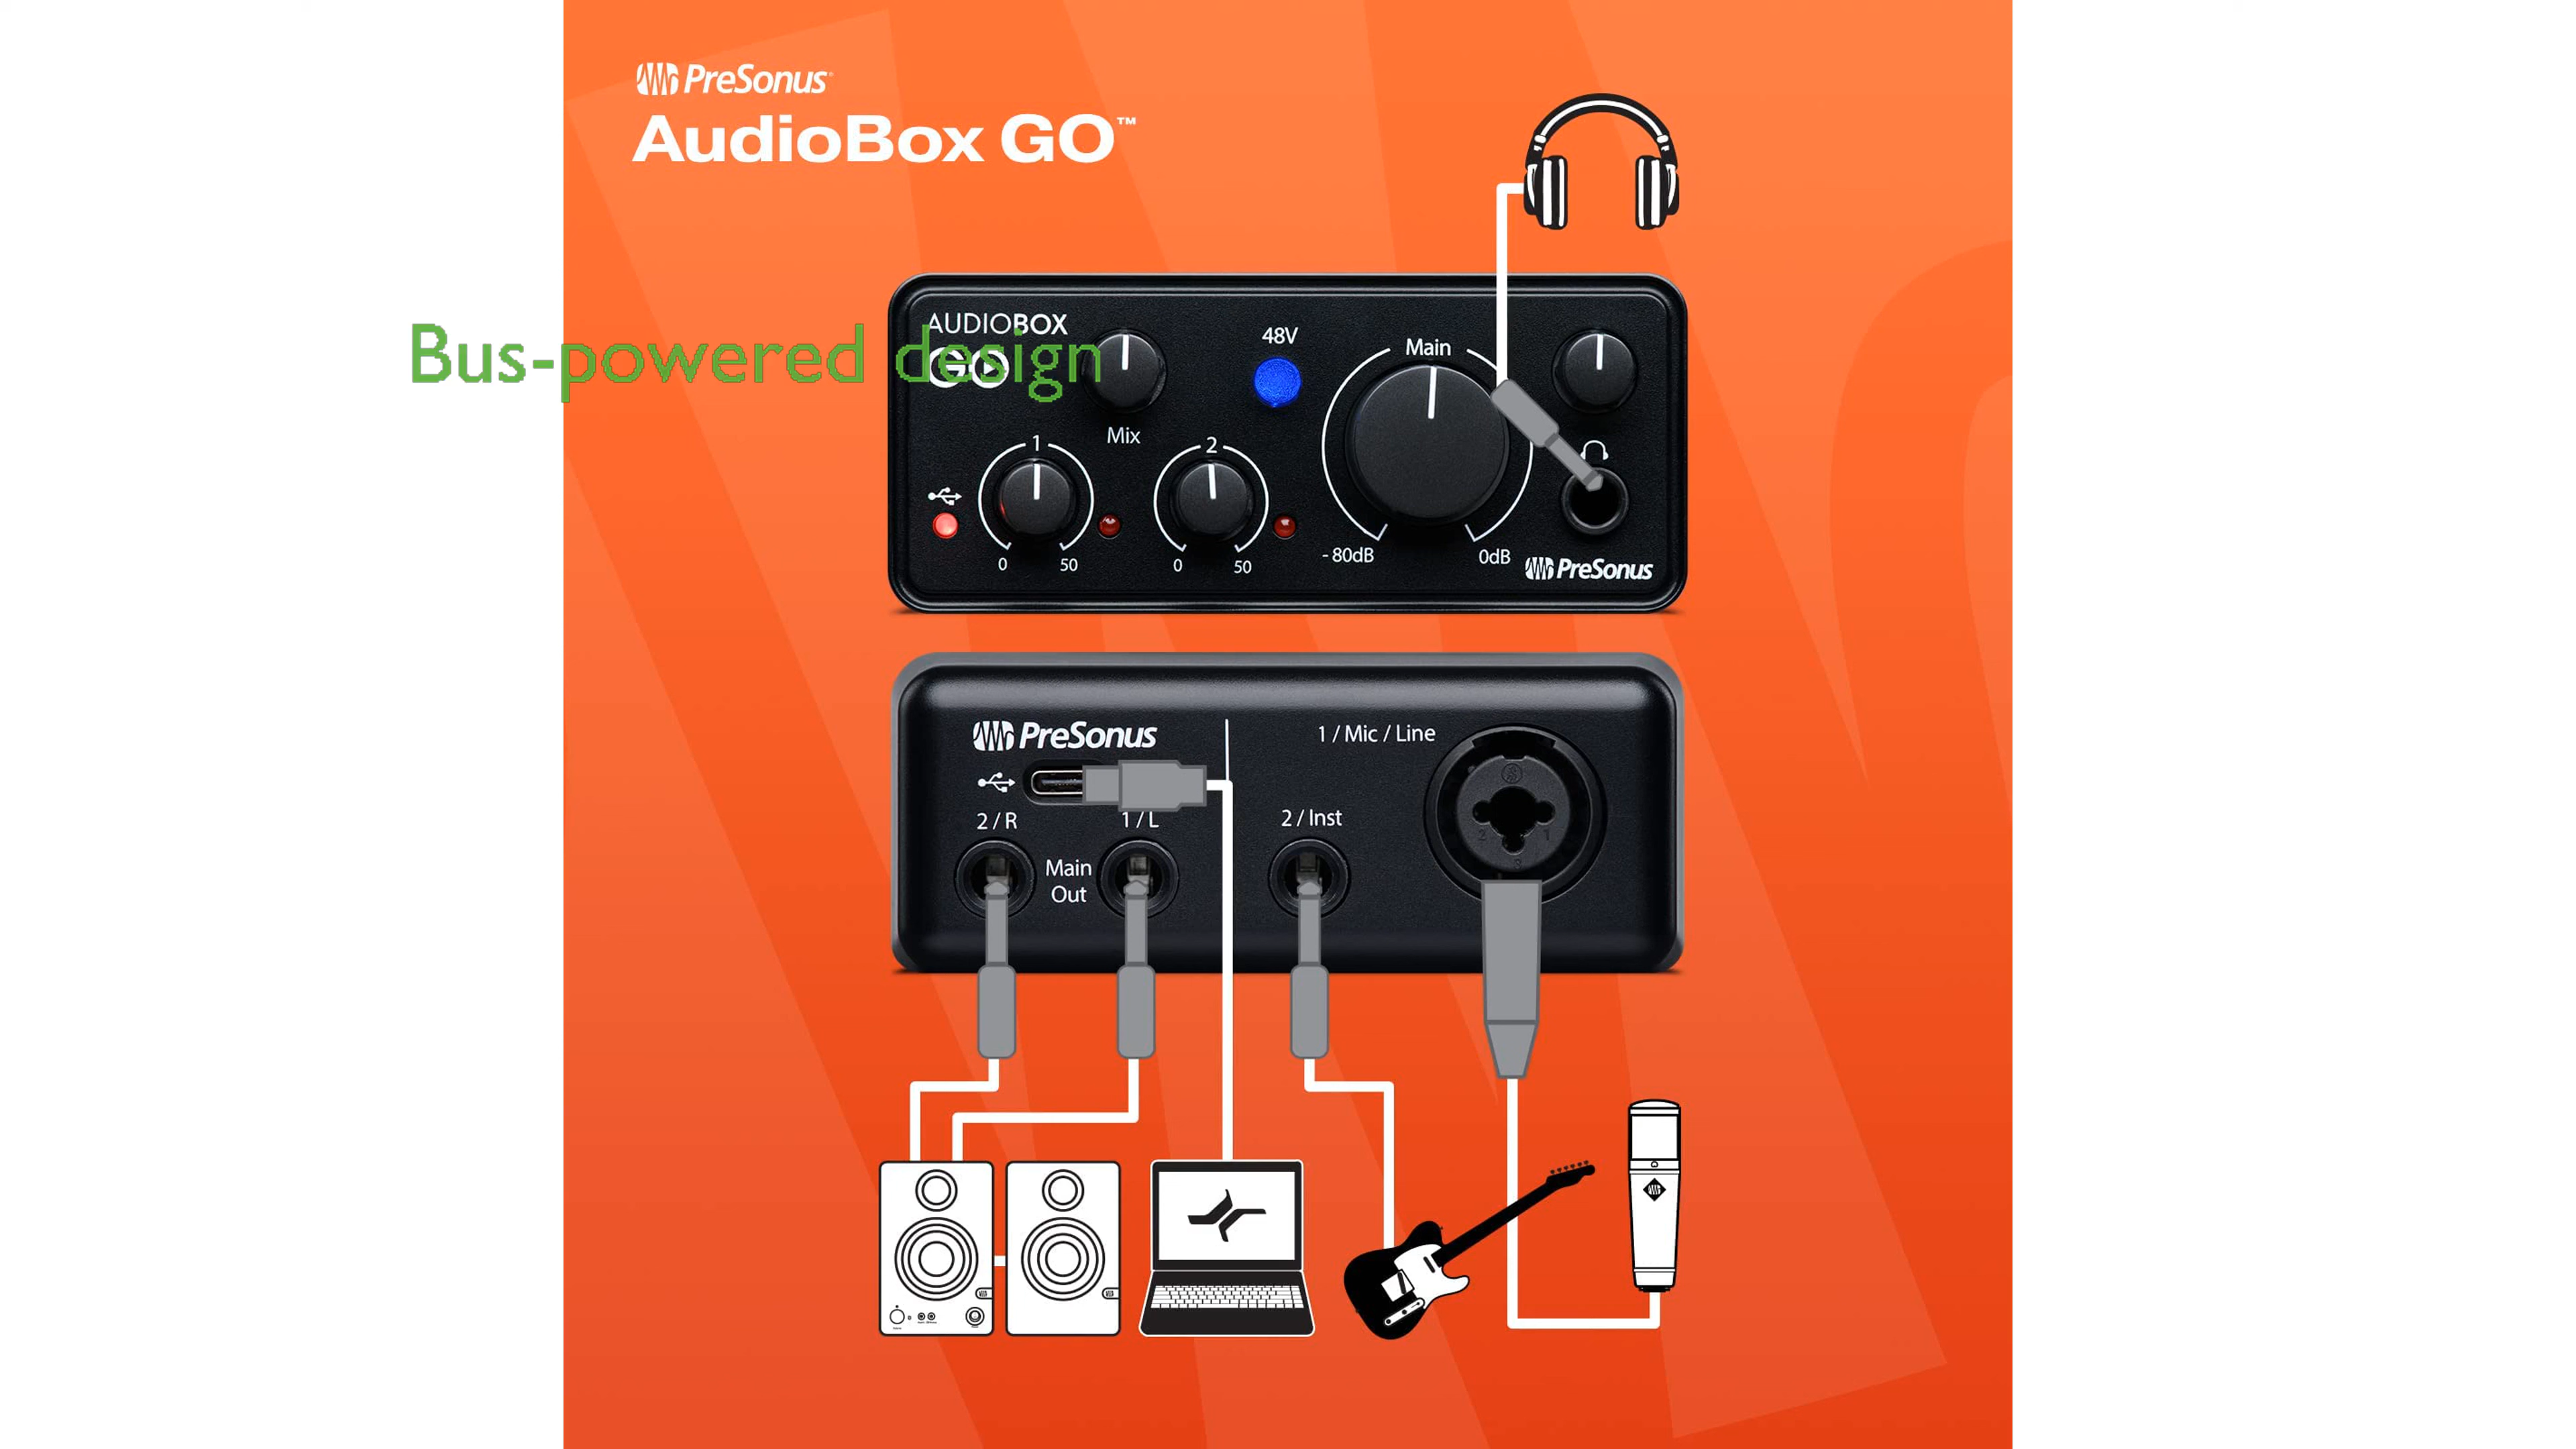 PreSonus
AudioBox GO™
AUDIOBOX
GO
Bus-powered design
48V
Main
Mix
1
2
0
50
0
50
- 80dB
0dB
PreSonus
PreSonus
1 / Mic / Line
2 / R
1 / L
2 / Inst
Main
Out